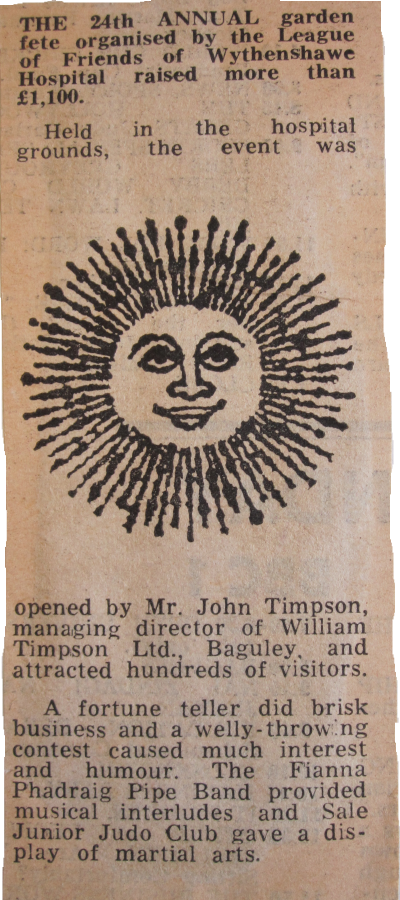 THE 24th ANNUAL garden
fete organised by the League
of Friends of Wythenshawe
Hospital raised more than
£1,100.
Held in the hospital
grounds, the event was
opened by Mr. John Timpson,
managing director of William
Timpson Ltd., Baguley, and
attracted hundreds of visitors.
A fortune teller did brisk
business and a welly-throwing
contest caused much interest
and humour. The Fianna
Phadraig Pipe Band provided
musical interludes and Sale
Junior Judo Club gave a dis-
play of martial arts.